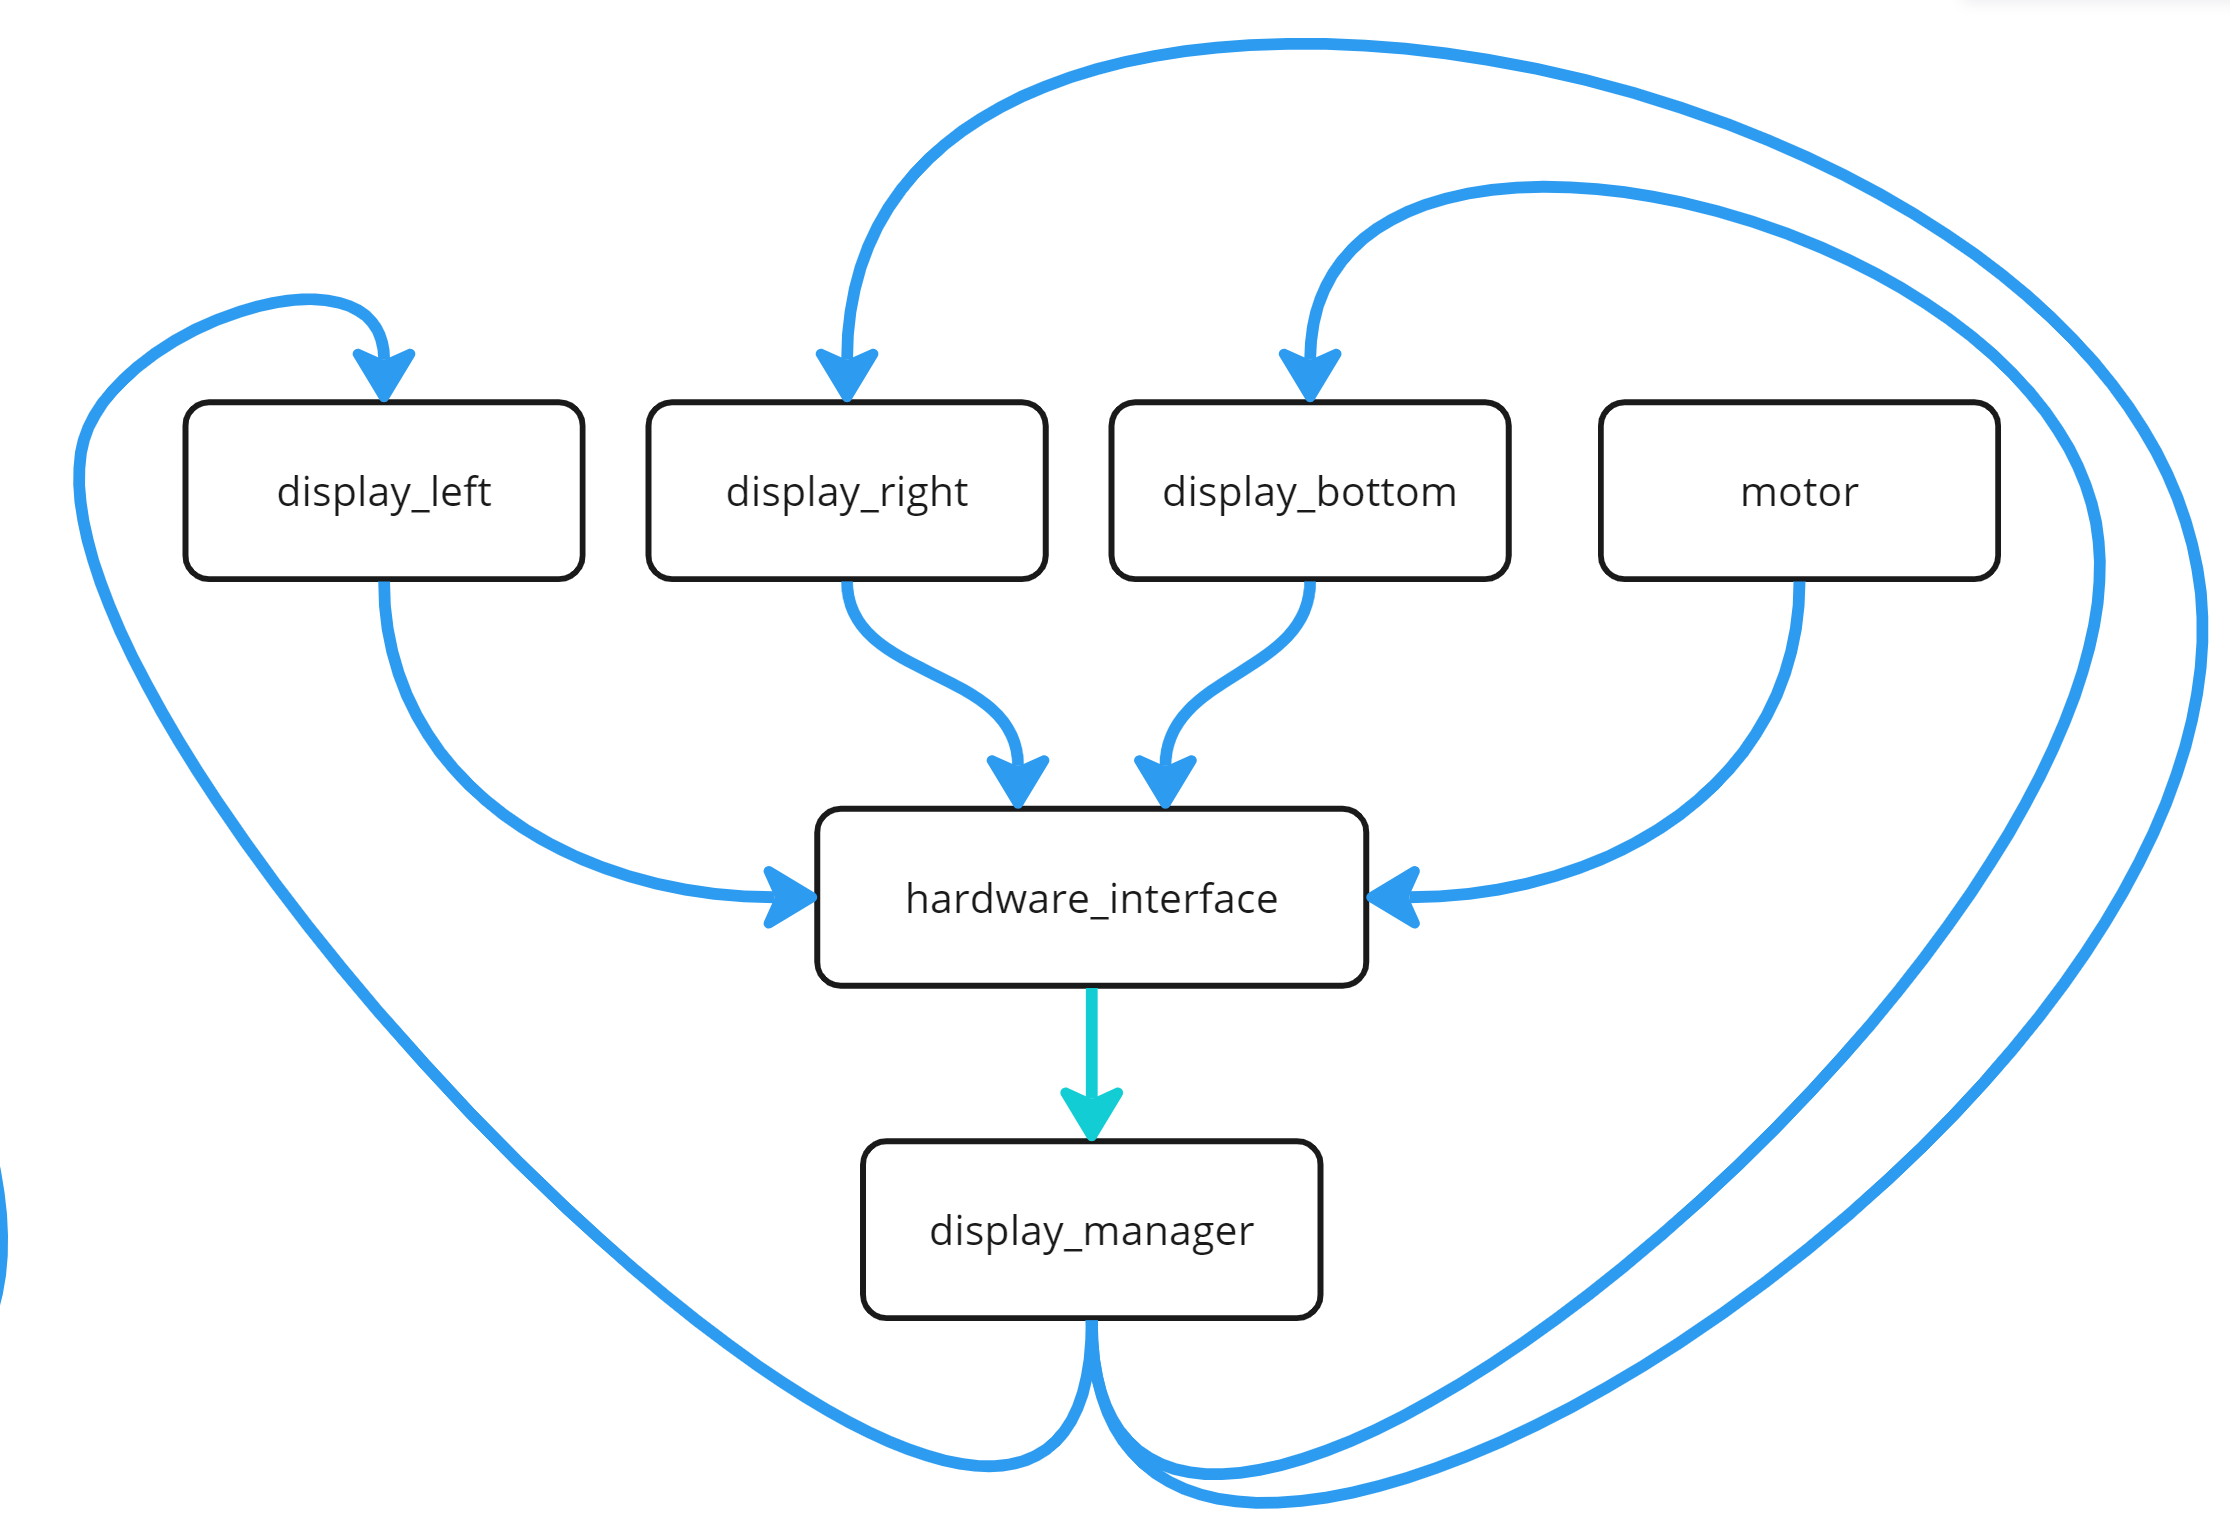 display_left
display_right
display_bottom
motor
hardware_interface
display_manager